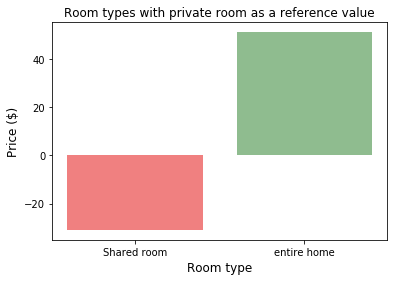 Room types with private room as a reference value
40
20
0
−20
Price ($)
Shared room
entire home
Room type